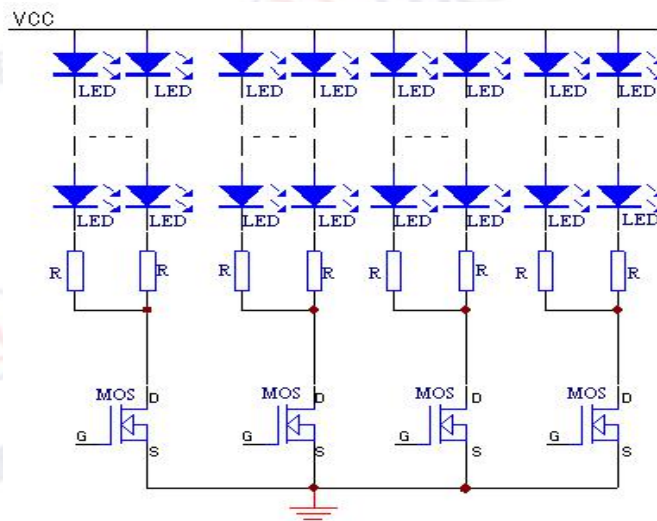 VCC
LED LED LED LED LED LED LED LED
LED LED LED LED LED LED LED LED
R R R R R R R R
MOS D MOS D MOS D MOS D
G G G G
S S S S